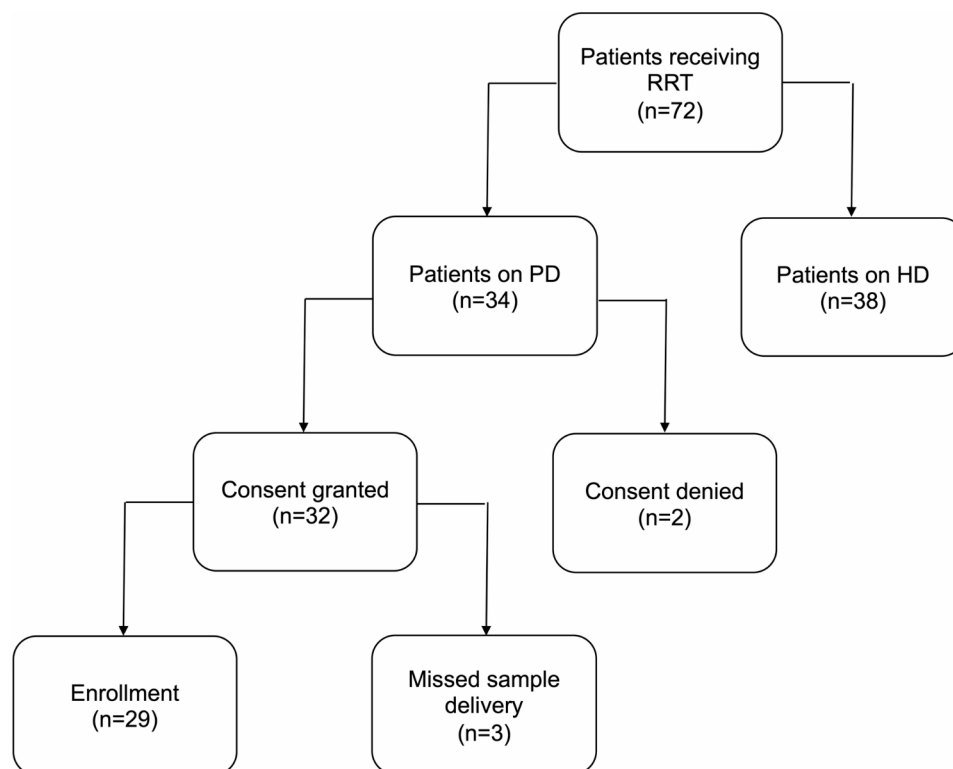 Patients receiving
RRT
(n=72)
Patients on PD
(n=34)
Patients on HD
(n=38)
Consent granted
(n=32)
Consent denied
(n=2)
Enrollment
(n=29)
Missed sample
delivery
(n=3)